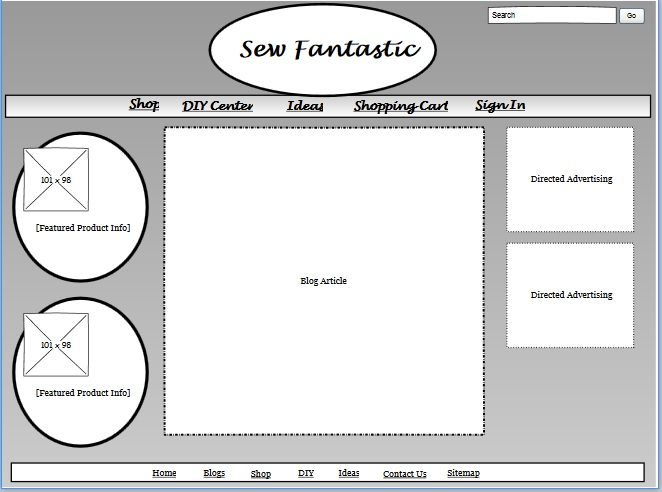 Search Go
Sew Fantastic
Shop DIY Center Ideas Shopping Cart Sign In
101 x 98
[Featured Product Info]
Blog Article
Directed Advertising
Directed Advertising
101 x 98
[Featured Product Info]
Home Blogs Shop DIY Ideas Contact Us Sitemap